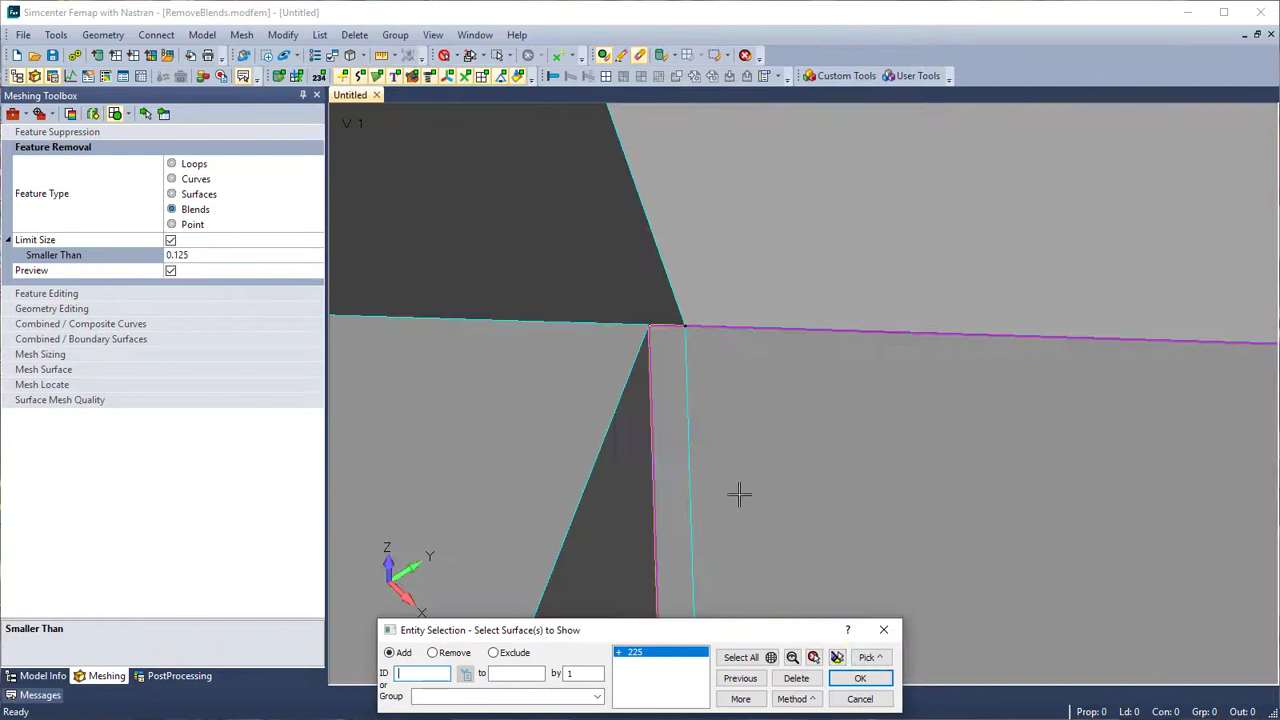 Simcenter Femap with Nastran - [RemoveBlends.modfem] - [Untitled]
File Tools Geometry Connect Model Mesh Modify List Delete Group View Window Help
234
T
Custom Tools User Tools
Meshing Toolbox
Untitled
V 1
Feature Suppression
Feature Removal
Feature Type
Loops
Curves
Surfaces
Blends
Point
Limit Size
Smaller Than 0.125
Preview
Feature Editing
Geometry Editing
Combined / Composite Curves
Combined / Boundary Surfaces
Mesh Sizing
Mesh Surface
Mesh Locate
Surface Mesh Quality
Z
Y
X
Smaller Than
Entity Selection - Select Surface(s) to Show
Add Remove Exclude
+ 225
Select All
Pick ^
ID
to
by 1
Previous
Delete
OK
or
Group
More
Method ^
Cancel
Model Info Meshing PostProcessing
Messages
Ready
Prop: 0 Ld: 0 Con: 0 Grp: 0 Out: 0